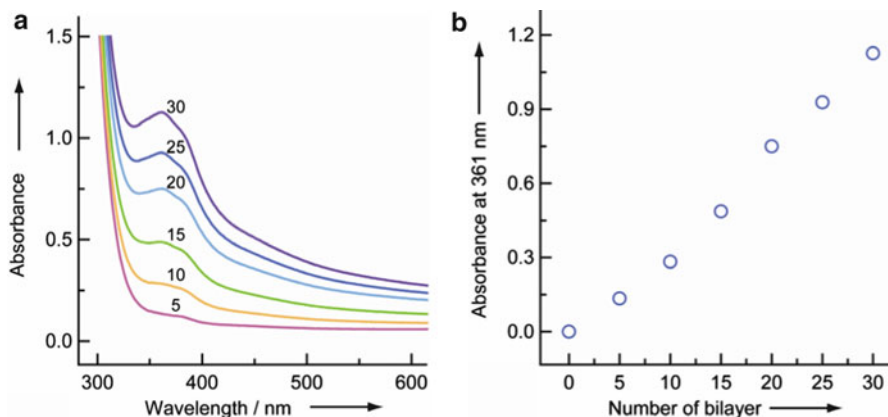 a
1.5
1.0
0.5
0.0
Absorbance
30
25
20
15
10
5
300 400 500 600
Wavelength / nm
b
1.2
0.9
0.6
0.3
0.0
Absorbance at 361 nm
0 5 10 15 20 25 30
Number of bilayer